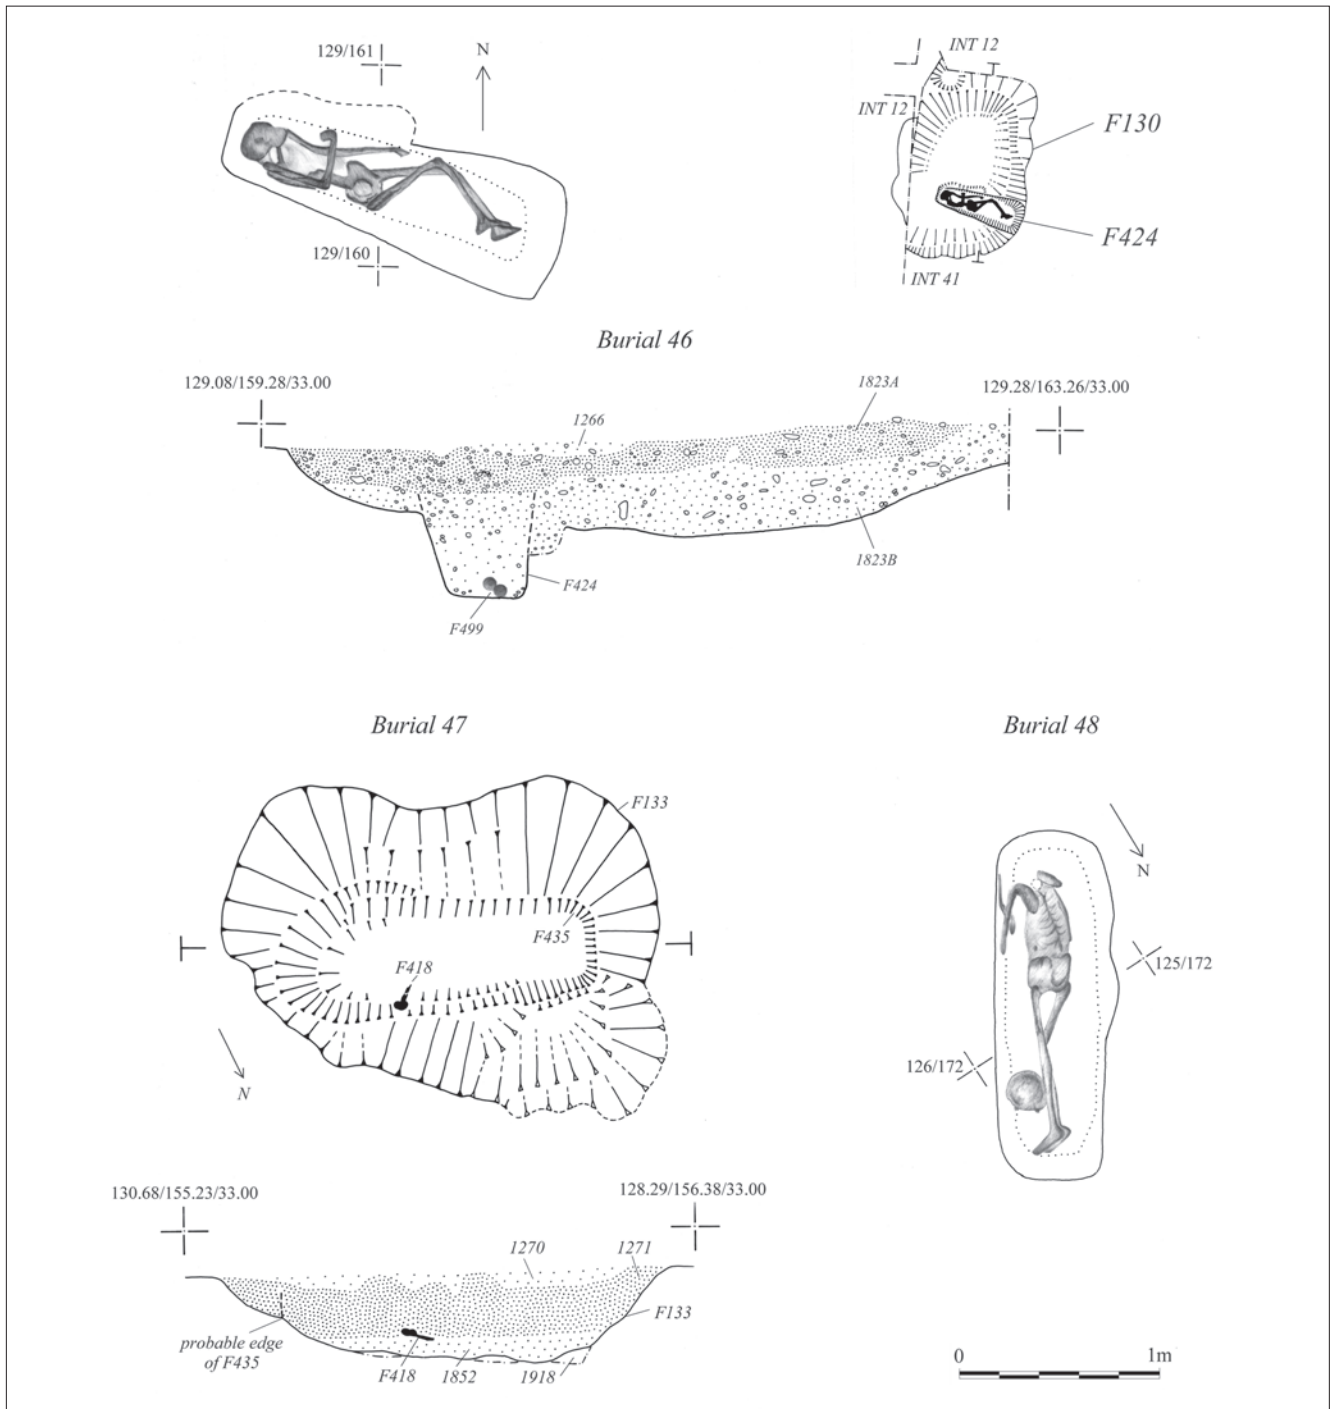 129/161
N
129/160
INT 12
INT 12
F130
F424
INT 41
Burial 46
129.08/159.28/33.00
129.28/163.26/33.00
1823A
1266
1823B
F424
F499
Burial 47
F133
F435
F418
N
130.68/155.23/33.00
128.29/156.38/33.00
1270
1271
F133
probable edge
of F435
F418
1852
1918
Burial 48
N
125/172
126/172
0
1m